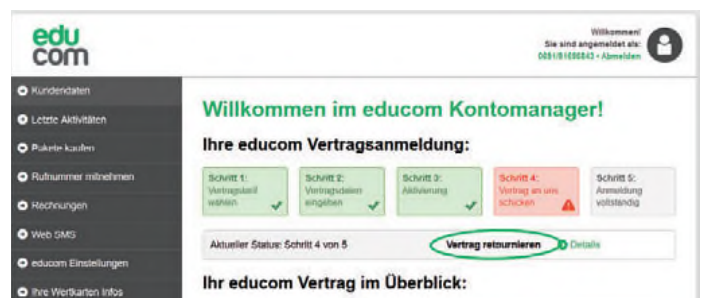 edu
com
Willkommen!
Sie sind angemeldet als:
Abmelden
Kundendaten
Letzte Aktivitäten
Pakete kaufen
Rufnummer mitnehmen
Rechnungen
Web SMS
educom Einstellungen
Ihre Wertkarten Infos
Willkommen im educom Kontomanager!
Ihre educom Vertragsanmeldung:
Schritt 1:
Vertragstarif
wählen
Schritt 2:
Vertragsdaten
eingeben
Schritt 3:
Aktivierung
Schritt 4:
Vertrag an uns
schicken
Schritt 5:
Anmeldung
vollständig
Aktueller Status: Schritt 4 von 5 Vertrag retournieren Details
Ihr educom Vertrag im Überblick: